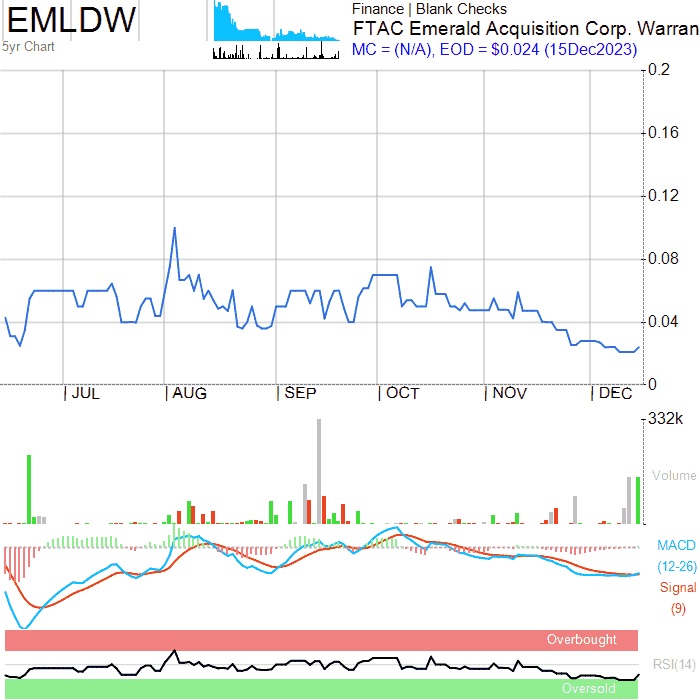 EMLDW
5yr Chart
Finance | Blank Checks
FTAC Emerald Acquisition Corp. Warran
MC = (N/A), EOD = $0.024 (15Dec2023)
0.2
0.16
0.12
0.08
0.04
0
JUL
AUG
SEP
OCT
NOV
DEC
332k
Volume
MACD
(12-26)
Signal
(9)
Overbought
RSI(14)
Oversold